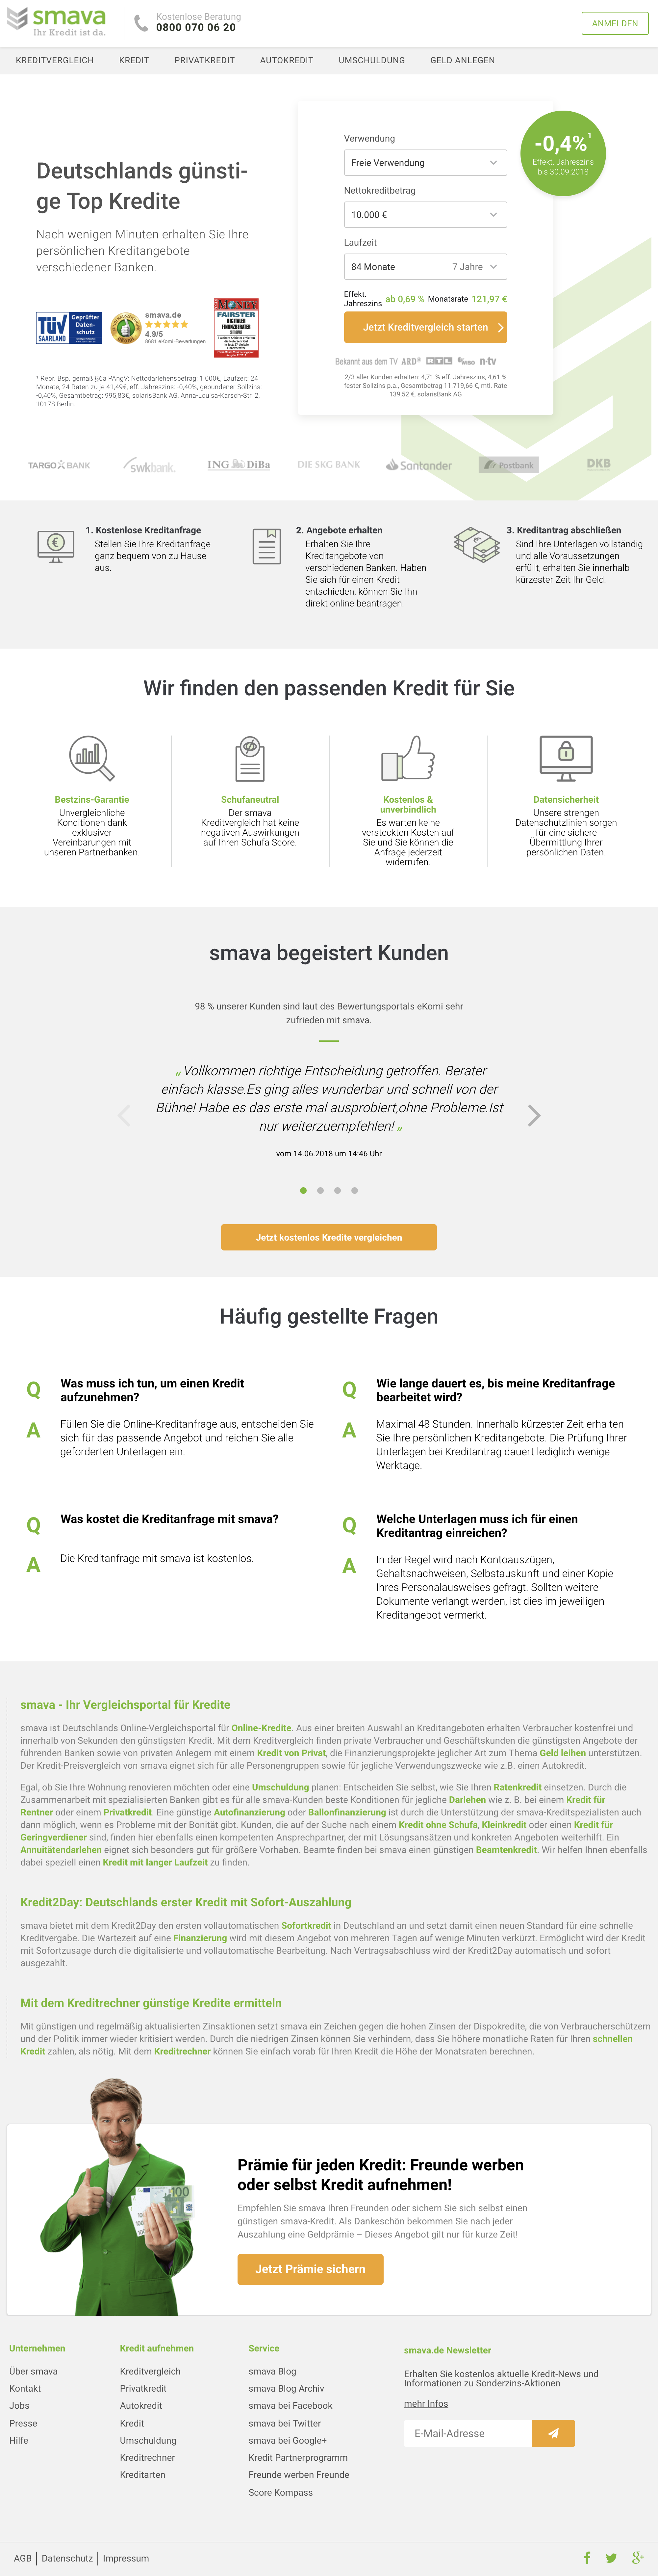 smava
Ihr Kredit ist da.
Kostenlose Beratung
0800 070 06 20
ANMELDEN
KREDITVERGLEICH KREDIT PRIVATKREDIT AUTOKREDIT UMSCHULDUNG GELD ANLEGEN
Deutschlands günsti-
ge Top Kredite
Nach wenigen Minuten erhalten Sie Ihre
persönlichen Kreditangebote
verschiedener Banken.
TÜV
SAARLAND
Geprüfter
Daten-
schutz
smava.de
4.9/5
8661 eKomi-Bewertungen
FAIRSTER
DIGITALER
FINANZBERATER
¹ Repr. Bsp. gemäß §6a PAngV: Nettodarlehensbetrag: 1.000€, Laufzeit: 24
Monate, 24 Raten zu je 41,49€, eff. Jahreszins: -0,40%, gebundener Sollzins:
-0,40%, Gesamtbetrag: 995,83€, solarisBank AG, Anna-Louisa-Karsch-Str. 2,
10178 Berlin.
Verwendung
Freie Verwendung
Nettokreditbetrag
10.000 €
Laufzeit
84 Monate 7 Jahre
Effekt.
Jahreszins ab 0,69 % Monatsrate 121,97 €
Jetzt Kreditvergleich starten
Bekannt aus dem TV ARD RTL n-tv
2/3 aller Kunden erhalten: 4,71 % eff. Jahreszins, 4,61 %
fester Sollzins p.a., Gesamtbetrag 11.719,66 €, mtl. Rate
139,52 €, solarisBank AG
-0,4%¹
Effekt. Jahreszins
bis 30.09.2018
TARGO BANK swkbank. ING DiBa DIE SKG BANK Santander Postbank DKB
1. Kostenlose Kreditanfrage
Stellen Sie Ihre Kreditanfrage
ganz bequem von zu Hause
aus.
2. Angebote erhalten
Erhalten Sie Ihre
Kreditangebote von
verschiedenen Banken. Haben
Sie sich für einen Kredit
entschieden, können Sie Ihn
direkt online beantragen.
3. Kreditantrag abschließen
Sind Ihre Unterlagen vollständig
und alle Voraussetzungen
erfüllt, erhalten Sie innerhalb
kürzester Zeit Ihr Geld.
Wir finden den passenden Kredit für Sie
Bestzins-Garantie
Unvergleichliche
Konditionen dank
exklusiver
Vereinbarungen mit
unseren Partnerbanken.
Schufaneutral
Der smava
Kreditvergleich hat keine
negativen Auswirkungen
auf Ihren Schufa Score.
Kostenlos &
unverbindlich
Es warten keine
versteckten Kosten auf
Sie und Sie können die
Anfrage jederzeit
widerrufen.
Datensicherheit
Unsere strengen
Datenschutzlinien sorgen
für eine sichere
Übermittlung Ihrer
persönlichen Daten.
smava begeistert Kunden
98 % unserer Kunden sind laut des Bewertungsportals eKomi sehr
zufrieden mit smava.
„Vollkommen richtige Entscheidung getroffen. Berater
einfach klasse.Es ging alles wunderbar und schnell von der
Bühne! Habe es das erste mal ausprobiert,ohne Probleme.Ist
nur weiterzuempfehlen!„
vom 14.06.2018 um 14:46 Uhr
Jetzt kostenlos Kredite vergleichen
Häufig gestellte Fragen
Q Was muss ich tun, um einen Kredit
aufzunehmen?
A Füllen Sie die Online-Kreditanfrage aus, entscheiden Sie
sich für das passende Angebot und reichen Sie alle
geforderten Unterlagen ein.
Q Wie lange dauert es, bis meine Kreditanfrage
bearbeitet wird?
A Maximal 48 Stunden. Innerhalb kürzester Zeit erhalten
Sie Ihre persönlichen Kreditangebote. Die Prüfung Ihrer
Unterlagen bei Kreditantrag dauert lediglich wenige
Werktage.
Q Was kostet die Kreditanfrage mit smava?
A Die Kreditanfrage mit smava ist kostenlos.
Q Welche Unterlagen muss ich für einen
Kreditantrag einreichen?
A In der Regel wird nach Kontoauszügen,
Gehaltsnachweisen, Selbstauskunft und einer Kopie
Ihres Personalausweises gefragt. Sollten weitere
Dokumente verlangt werden, ist dies im jeweiligen
Kreditangebot vermerkt.
smava - Ihr Vergleichsportal für Kredite
smava ist Deutschlands Online-Vergleichsportal für Online-Kredite. Aus einer breiten Auswahl an Kreditangeboten erhalten Verbraucher kostenfrei und
innerhalb von Sekunden den günstigsten Kredit. Mit dem Kreditvergleich finden private Verbraucher und Geschäftskunden die günstigsten Angebote der
führenden Banken sowie von privaten Anlegern mit einem Kredit von Privat, die Finanzierungsprojekte jeglicher Art zum Thema Geld leihen unterstützen.
Der Kredit-Preisvergleich von smava eignet sich für alle Personengruppen sowie für jegliche Verwendungszwecke wie z.B. einen Autokredit.
Egal, ob Sie Ihre Wohnung renovieren möchten oder eine Umschuldung planen: Entscheiden Sie selbst, wie Sie Ihren Ratenkredit einsetzen. Durch die
Zusammenarbeit mit spezialisierten Banken gibt es für alle smava-Kunden beste Konditionen für jegliche Darlehen wie z. B. bei einem Kredit für
Rentner oder einem Privatkredit. Eine günstige Autofinanzierung oder Ballonfinanzierung ist durch die Unterstützung der smava-Kreditspezialisten auch
dann möglich, wenn es Probleme mit der Bonität gibt. Kunden, die auf der Suche nach einem Kredit ohne Schufa, Kleinkredit oder einen Kredit für
Geringverdiener sind, finden hier ebenfalls einen kompetenten Ansprechpartner, der mit Lösungsansätzen und konkreten Angeboten weiterhilft. Ein
Annuitätendarlehen eignet sich besonders gut für größere Vorhaben. Beamte finden bei smava einen günstigen Beamtenkredit. Wir helfen Ihnen ebenfalls
dabei speziell einen Kredit mit langer Laufzeit zu finden.
Kredit2Day: Deutschlands erster Kredit mit Sofort-Auszahlung
smava bietet mit dem Kredit2Day den ersten vollautomatischen Sofortkredit in Deutschland an und setzt damit einen neuen Standard für eine schnelle
Kreditvergabe. Die Wartezeit auf eine Finanzierung wird mit diesem Angebot von mehreren Tagen auf wenige Minuten verkürzt. Ermöglicht wird der Kredit
mit Sofortzusage durch die digitalisierte und vollautomatische Bearbeitung. Nach Vertragsabschluss wird der Kredit2Day automatisch und sofort
ausgezahlt.
Mit dem Kreditrechner günstige Kredite ermitteln
Mit günstigen und regelmäßig aktualisierten Zinsaktionen setzt smava ein Zeichen gegen die hohen Zinsen der Dispokredite, die von Verbraucherschützern
und der Politik immer wieder kritisiert werden. Durch die niedrigen Zinsen können Sie verhindern, dass Sie höhere monatliche Raten für Ihren schnellen
Kredit zahlen, als nötig. Mit dem Kreditrechner können Sie einfach vorab für Ihren Kredit die Höhe der Monatsraten berechnen.
100
Prämie für jeden Kredit: Freunde werben
oder selbst Kredit aufnehmen!
Empfehlen Sie smava Ihren Freunden oder sichern Sie sich selbst einen
günstigen smava-Kredit. Als Dankeschön bekommen Sie nach jeder
Auszahlung eine Geldprämie – Dieses Angebot gilt nur für kurze Zeit!
Jetzt Prämie sichern
Unternehmen
Über smava
Kontakt
Jobs
Presse
Hilfe
Kredit aufnehmen
Kreditvergleich
Privatkredit
Autokredit
Kredit
Umschuldung
Kreditrechner
Kreditarten
Service
smava Blog
smava Blog Archiv
smava bei Facebook
smava bei Twitter
smava bei Google+
Kredit Partnerprogramm
Freunde werben Freunde
Score Kompass
smava.de Newsletter
Erhalten Sie kostenlos aktuelle Kredit-News und
Informationen zu Sonderzins-Aktionen
mehr Infos
E-Mail-Adresse
AGB | Datenschutz | Impressum